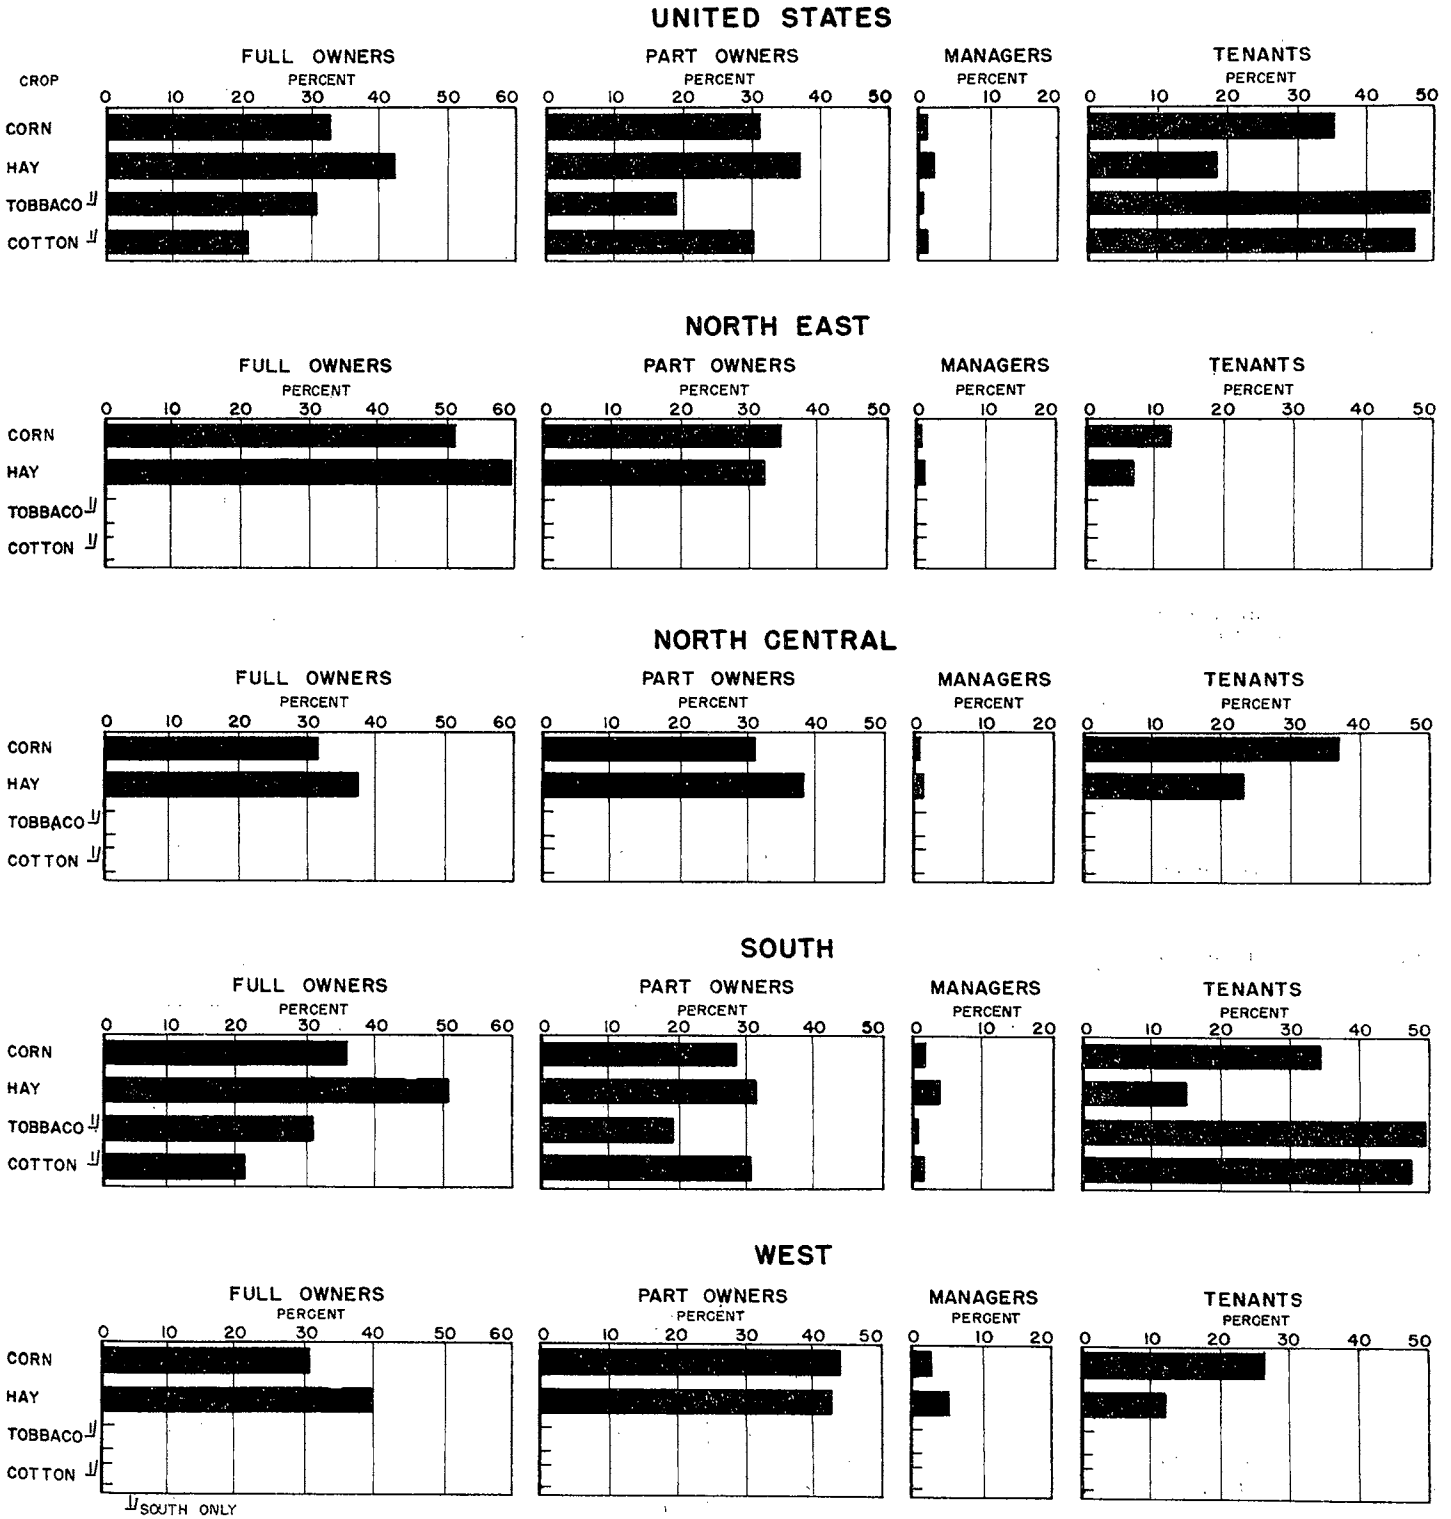 UNITED STATES
FULL OWNERS PART OWNERS MANAGERS TENANTS
CROP PERCENT PERCENT PERCENT PERCENT
0 10 20 30 40 50 60 0 10 20 30 40 50 0 10 20 0 10 20 30 40 50
CORN
HAY
TOBBACO 1/
COTTON 1/
NORTH EAST
FULL OWNERS PART OWNERS MANAGERS TENANTS
PERCENT PERCENT PERCENT PERCENT
0 10 20 30 40 50 60 0 10 20 30 40 50 0 10 20 0 10 20 30 40 50
CORN
HAY
TOBBACO 1/
COTTON 1/
NORTH CENTRAL
FULL OWNERS PART OWNERS MANAGERS TENANTS
PERCENT PERCENT PERCENT PERCENT
0 10 20 30 40 50 60 0 10 20 30 40 50 0 10 20 0 10 20 30 40 50
CORN
HAY
TOBBACO 1/
COTTON 1/
SOUTH
FULL OWNERS PART OWNERS MANAGERS TENANTS
PERCENT PERCENT PERCENT PERCENT
0 10 20 30 40 50 60 0 10 20 30 40 50 0 10 20 0 10 20 30 40 50
CORN
HAY
TOBBACO 1/
COTTON 1/
WEST
FULL OWNERS PART OWNERS MANAGERS TENANTS
PERCENT PERCENT PERCENT PERCENT
0 10 20 30 40 50 60 0 10 20 30 40 50 0 10 20 0 10 20 30 40 50
CORN
HAY
TOBBACO 1/
COTTON 1/
1/ SOUTH ONLY